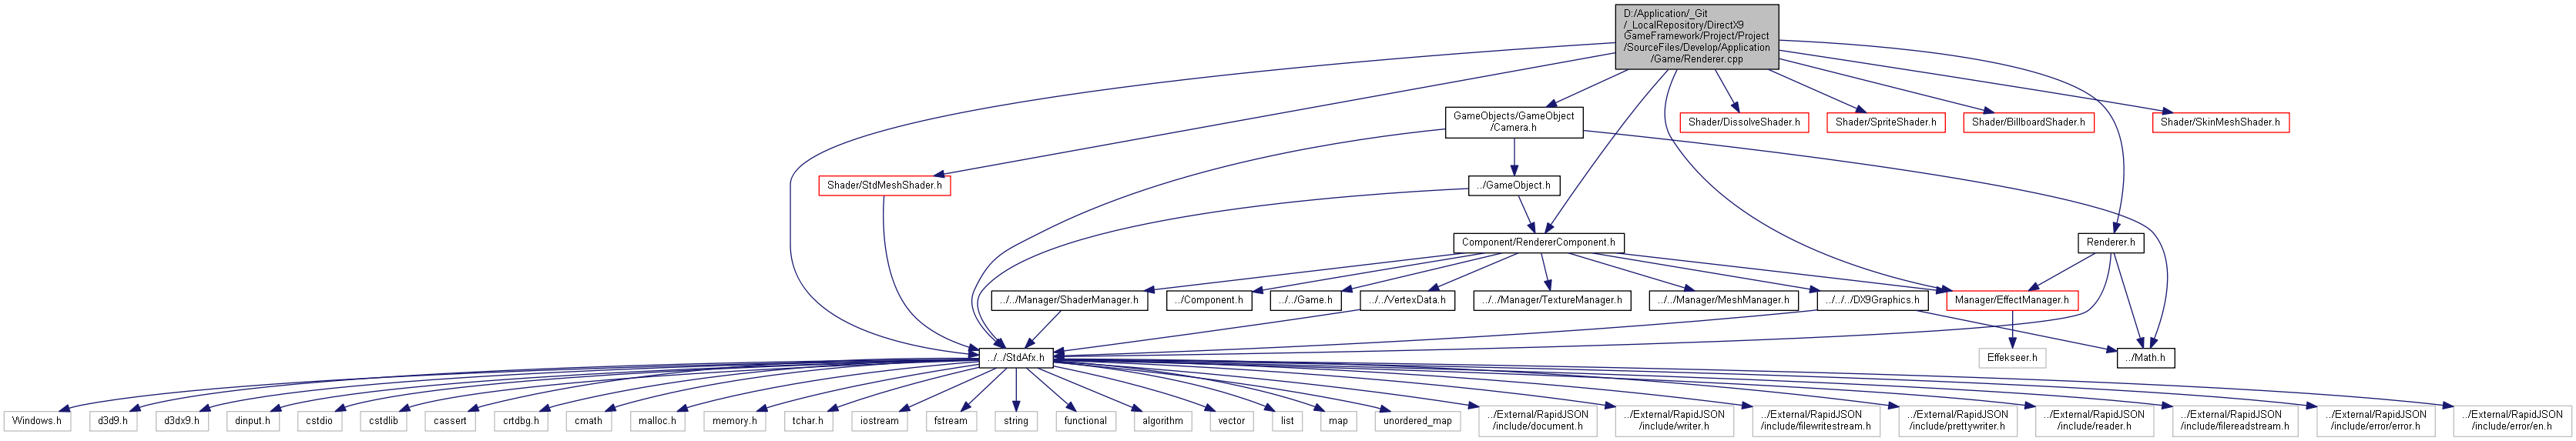 D:/Application/_Git
/_LocalRepository/DirectX9
GameFramework/Project/Project
/SourceFiles/Develop/Application
/Game/Renderer.cpp
GameObjects/GameObject
/Camera.h
Shader/DissolveShader.h
Shader/SpriteShader.h
Shader/BillboardShader.h
Shader/SkinMeshShader.h
Shader/StdMeshShader.h
../GameObject.h
Component/RendererComponent.h
Renderer.h
../../Manager/ShaderManager.h
../Component.h
../../Game.h
../../VertexData.h
../../Manager/TextureManager.h
../../Manager/MeshManager.h
../../../DX9Graphics.h
Manager/EffectManager.h
../../StdAfx.h
Effekseer.h
../Math.h
Windows.h
d3d9.h
d3dx9.h
dinput.h
cstdio
cstdlib
cassert
crtdbg.h
cmath
malloc.h
memory.h
tchar.h
iostream
fstream
string
functional
algorithm
vector
list
map
unordered_map
../External/RapidJSON
/include/document.h
../External/RapidJSON
/include/writer.h
../External/RapidJSON
/include/filewritestream.h
../External/RapidJSON
/include/prettywriter.h
../External/RapidJSON
/include/reader.h
../External/RapidJSON
/include/filereadstream.h
../External/RapidJSON
/include/error/error.h
../External/RapidJSON
/include/error/en.h